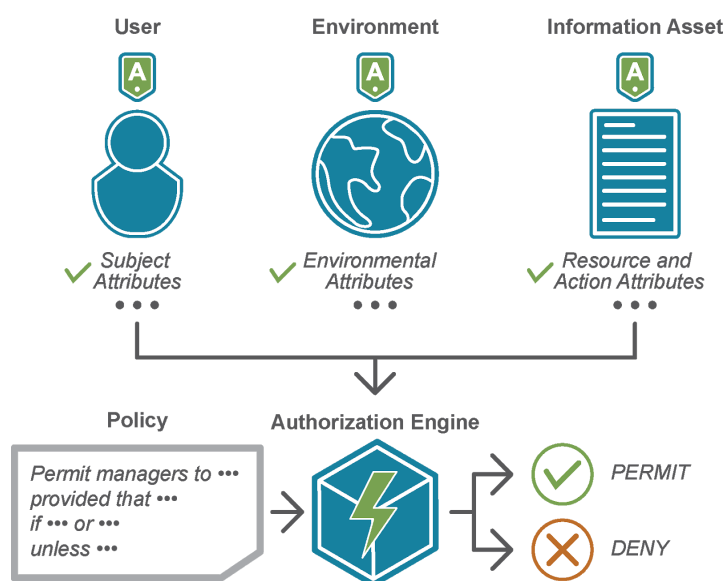 User
Environment
Information Asset
A
A
A
Subject
Attributes
•••
Environmental
Attributes
•••
Resource and
Action Attributes
•••
Policy
Authorization Engine
Permit managers to •••
provided that •••
if ••• or •••
unless •••
PERMIT
DENY